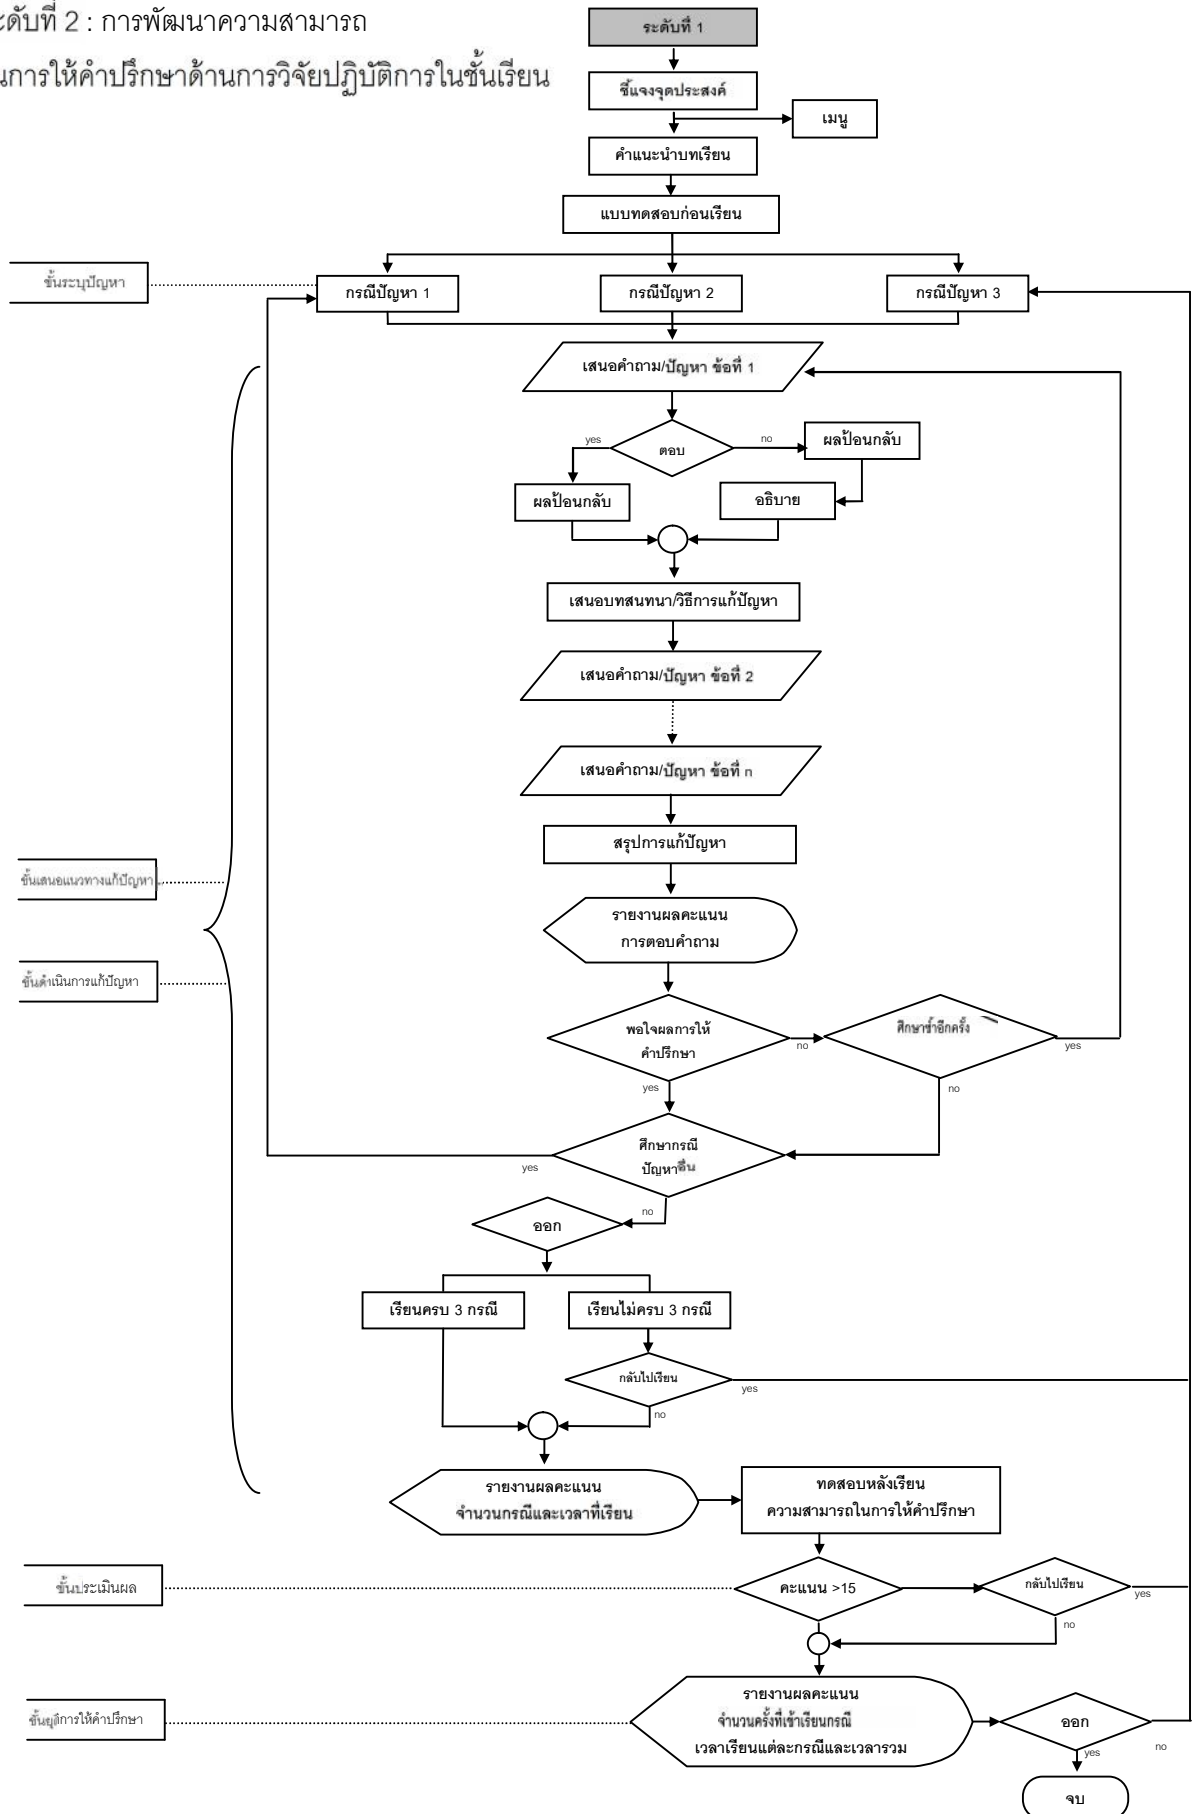 ระดับที่ 2 : การพัฒนาความสามารถ
ในการให้คำปรึกษาด้านการวิจัยปฏิบัติการในชั้นเรียน
ระดับที่ 1
ชี้แจงจุดประสงค์
เมนู
คำแนะนำบทเรียน
แบบทดสอบก่อนเรียน
ขั้นระบุปัญหา
กรณีปัญหา 1
กรณีปัญหา 2
กรณีปัญหา 3
เสนอคำถาม/ปัญหา ข้อที่ 1
yes
ตอบ
no
ผลป้อนกลับ
ผลป้อนกลับ
อธิบาย
เสนอบทสนทนา/วิธีการแก้ปัญหา
เสนอคำถาม/ปัญหา ข้อที่ 2
เสนอคำถาม/ปัญหา ข้อที่ n
สรุปการแก้ปัญหา
ขั้นเสนอแนวทางแก้ปัญหา
รายงานผลคะแนน
การตอบคำถาม
ขั้นดำเนินการแก้ปัญหา
พอใจผลการให้
คำปรึกษา
no
ศึกษาซ้ำอีกครั้ง
yes
yes
no
ศึกษากรณี
ปัญหาอื่น
yes
no
ออก
เรียนครบ 3 กรณี
เรียนไม่ครบ 3 กรณี
กลับไปเรียน
yes
no
รายงานผลคะแนน
จำนวนกรณีและเวลาที่เรียน
ทดสอบหลังเรียน
ความสามารถในการให้คำปรึกษา
ขั้นประเมินผล
คะแนน >15
กลับไปเรียน
yes
no
ขั้นยุติการให้คำปรึกษา
รายงานผลคะแนน
จำนวนครั้งที่เข้าเรียนกรณี
เวลาเรียนแต่ละกรณีและเวลารวม
ออก
yes
no
จบ